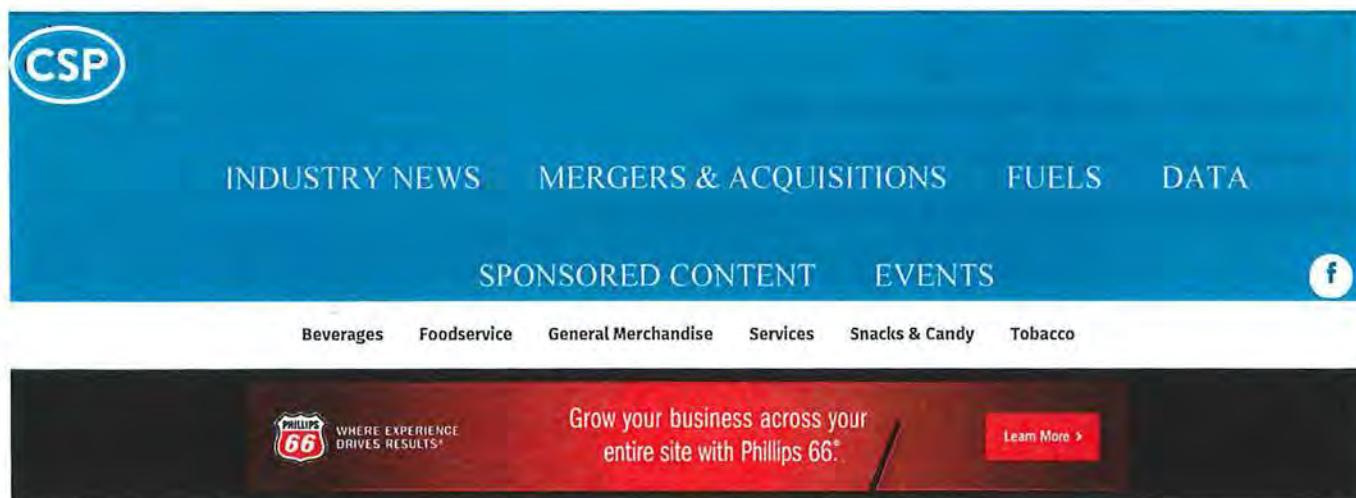 CSP
INDUSTRY NEWS MERGERS & ACQUISITIONS FUELS DATA
SPONSORED CONTENT EVENTS f
Beverages Foodservice General Merchandise Services Snacks & Candy Tobacco
PHILLIPS
66
WHERE EXPERIENCE
DRIVES RESULTS®
Grow your business across your
entire site with Phillips 66®.
Learn More >